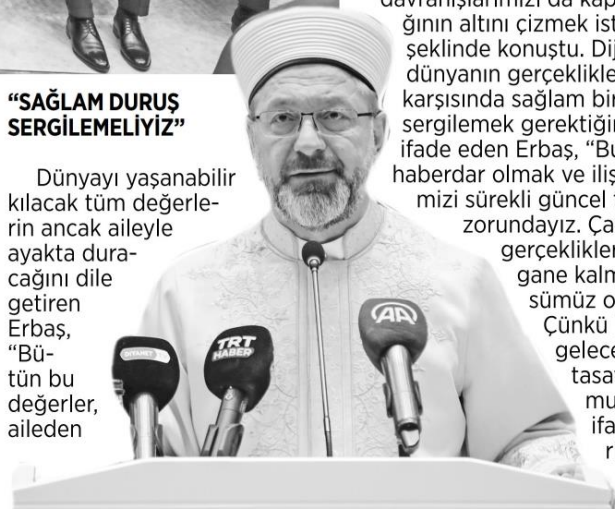 “SAĞLAM DURUŞ
SERGİLEMELİYİZ”
Dünyayı yaşanabilir
kılacak tüm değerle-
rin ancak aileyle
ayakta dura-
cağını dile
getiren
Erbaş,
“Bü-
tün bu
değerler,
aileden
davranışlarımızı da kap
ğının altını çizmek ist
şeklinde konuştu. Dij
dünyanın gerçeklikle
karşısında sağlam bir
sergilemek gerektiğin
ifade eden Erbaş, “Bu
haberdar olmak ve iliş
mizi sürekli güncel
zorundayız. Ça
gerçeklikler
gane kalm
sümüz o
Çünkü
gelece
tasa
mu
ifa
r
DİYANET
TRT
HABER
AA